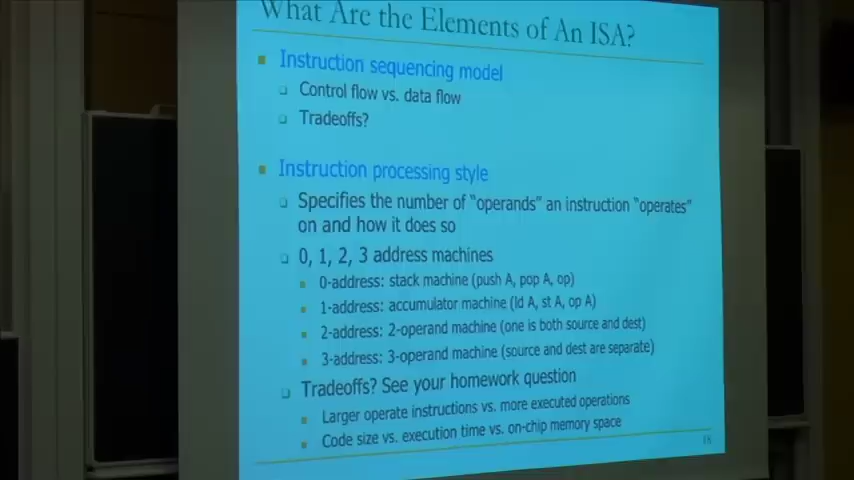 What Are the Elements of An ISA?
Instruction sequencing model
Control flow vs. data flow
Tradeoffs?
Instruction processing style
Specifies the number of "operands" an instruction "operates"
on and how it does so
0, 1, 2, 3 address machines
0-address: stack machine (push A, pop A, op)
1-address: accumulator machine (ld A, st A, op A)
2-address: 2-operand machine (one is both source and dest)
3-address: 3-operand machine (source and dest are separate)
Tradeoffs? See your homework question
Larger operate instructions vs. more executed operations
Code size vs. execution time vs. on-chip memory space